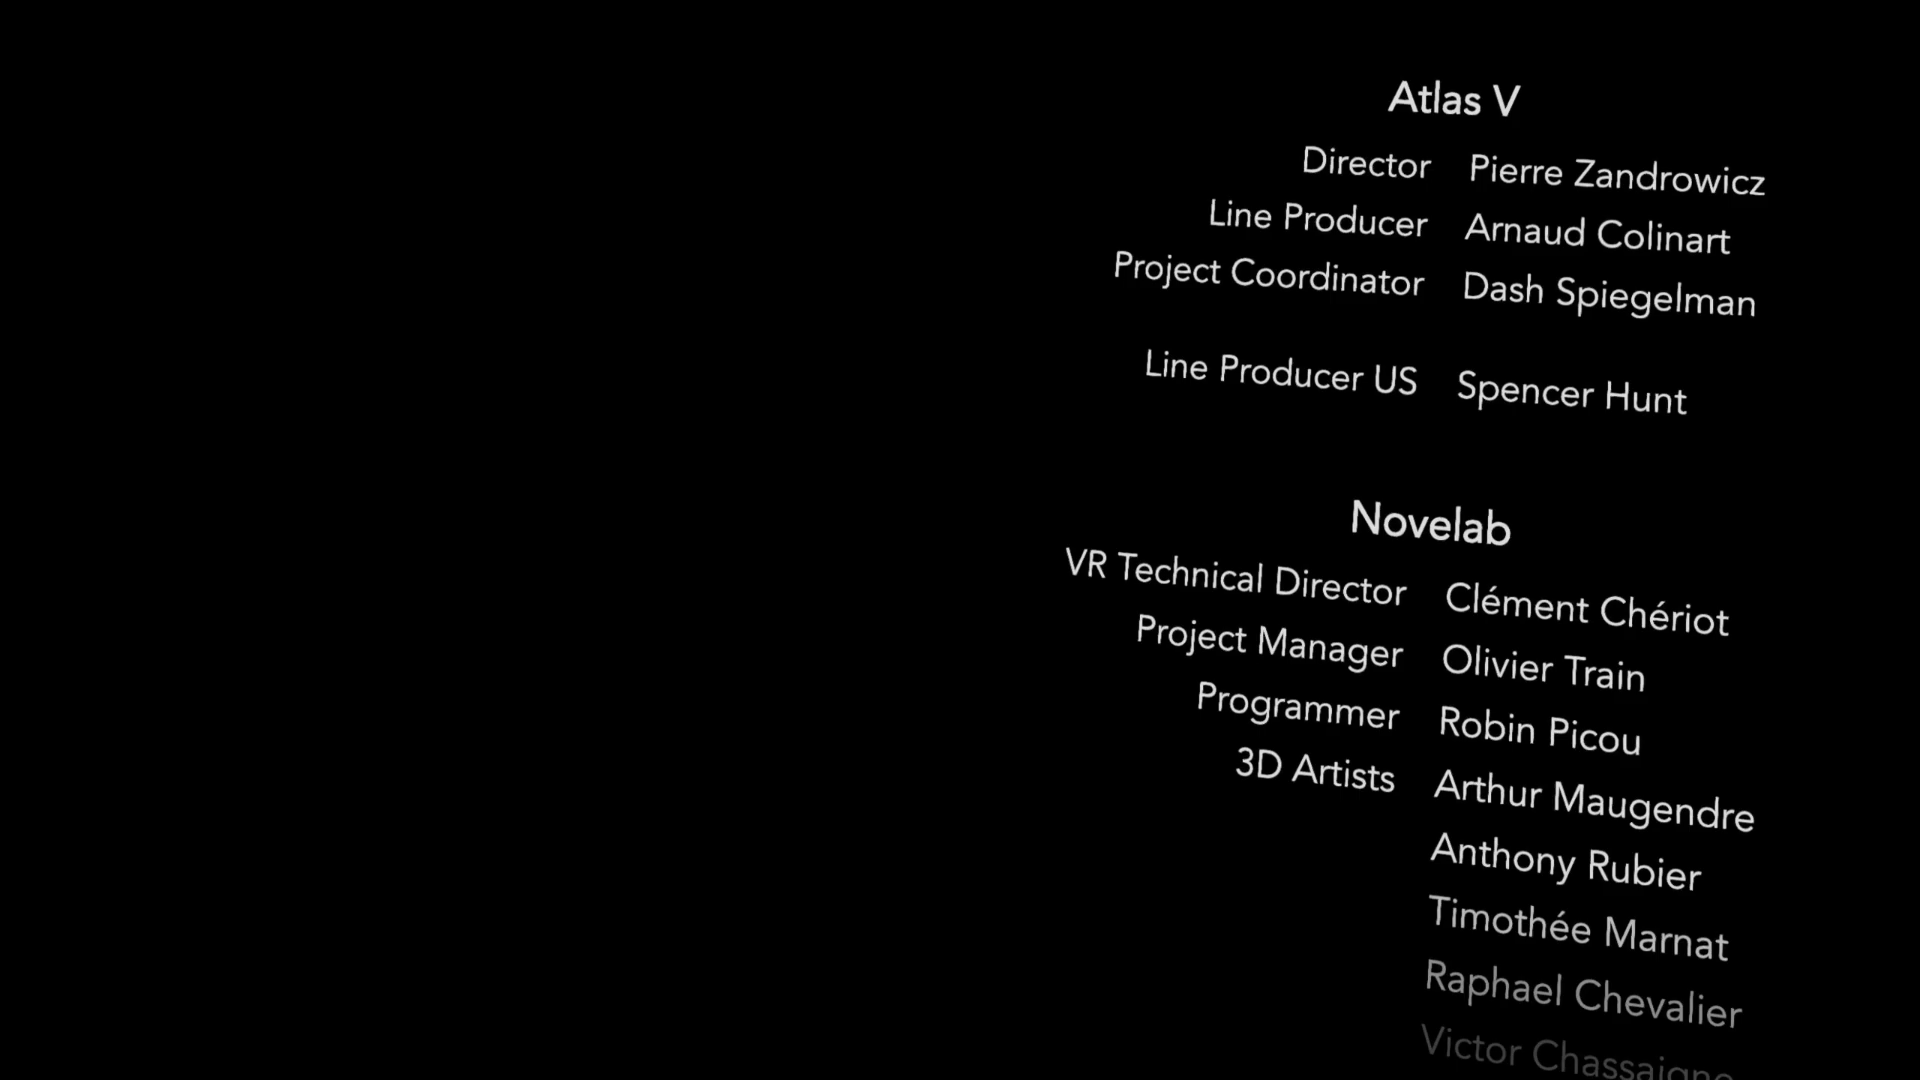 Atlas V
Director Pierre Zandrowicz
Line Producer Arnaud Colinart
Project Coordinator Dash Spiegelman
Line Producer US Spencer Hunt
Novelab
VR Technical Director Clément Chériot
Project Manager Olivier Train
Programmer Robin Picou
3D Artists Arthur Maugendre
Anthony Rubier
Timothée Marnat
Raphael Chevalier
Victor Chassaigne